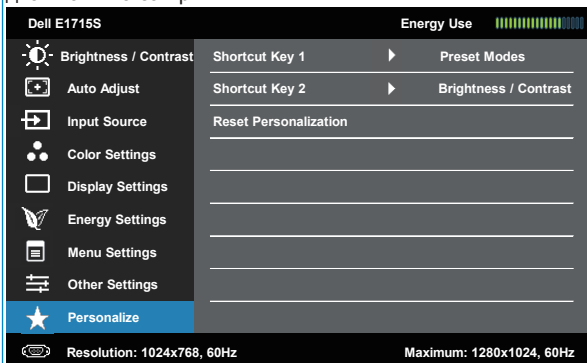 Dell E1715S Energy Use
Brightness / Contrast Shortcut Key 1 Preset Modes
Auto Adjust Shortcut Key 2 Brightness / Contrast
Input Source Reset Personalization
Color Settings
Display Settings
Energy Settings
Menu Settings
Other Settings
Personalize
Resolution: 1024x768, 60Hz Maximum: 1280x1024, 60Hz